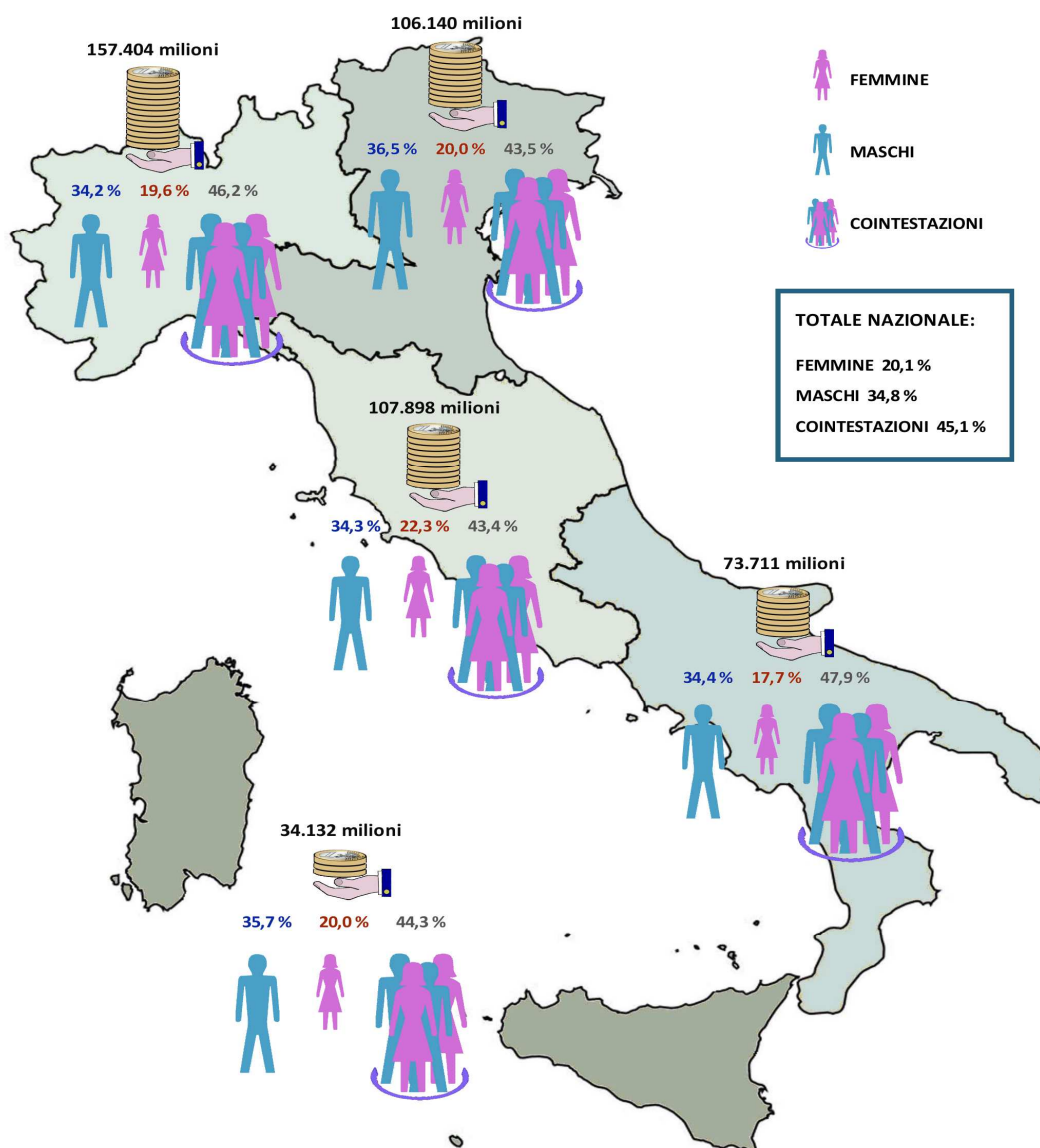 106.140 milioni
157.404 milioni
36,5 % 20,0 % 43,5 %
34,2 % 19,6 % 46,2 %
FEMMINE
MASCHI
COINTESTAZIONI
TOTALE NAZIONALE:
FEMMINE 20,1 %
MASCHI 34,8 %
COINTESTAZIONI 45,1 %
107.898 milioni
34,3 % 22,3 % 43,4 %
73.711 milioni
34,4 % 17,7 % 47,9 %
34.132 milioni
35,7 % 20,0 % 44,3 %